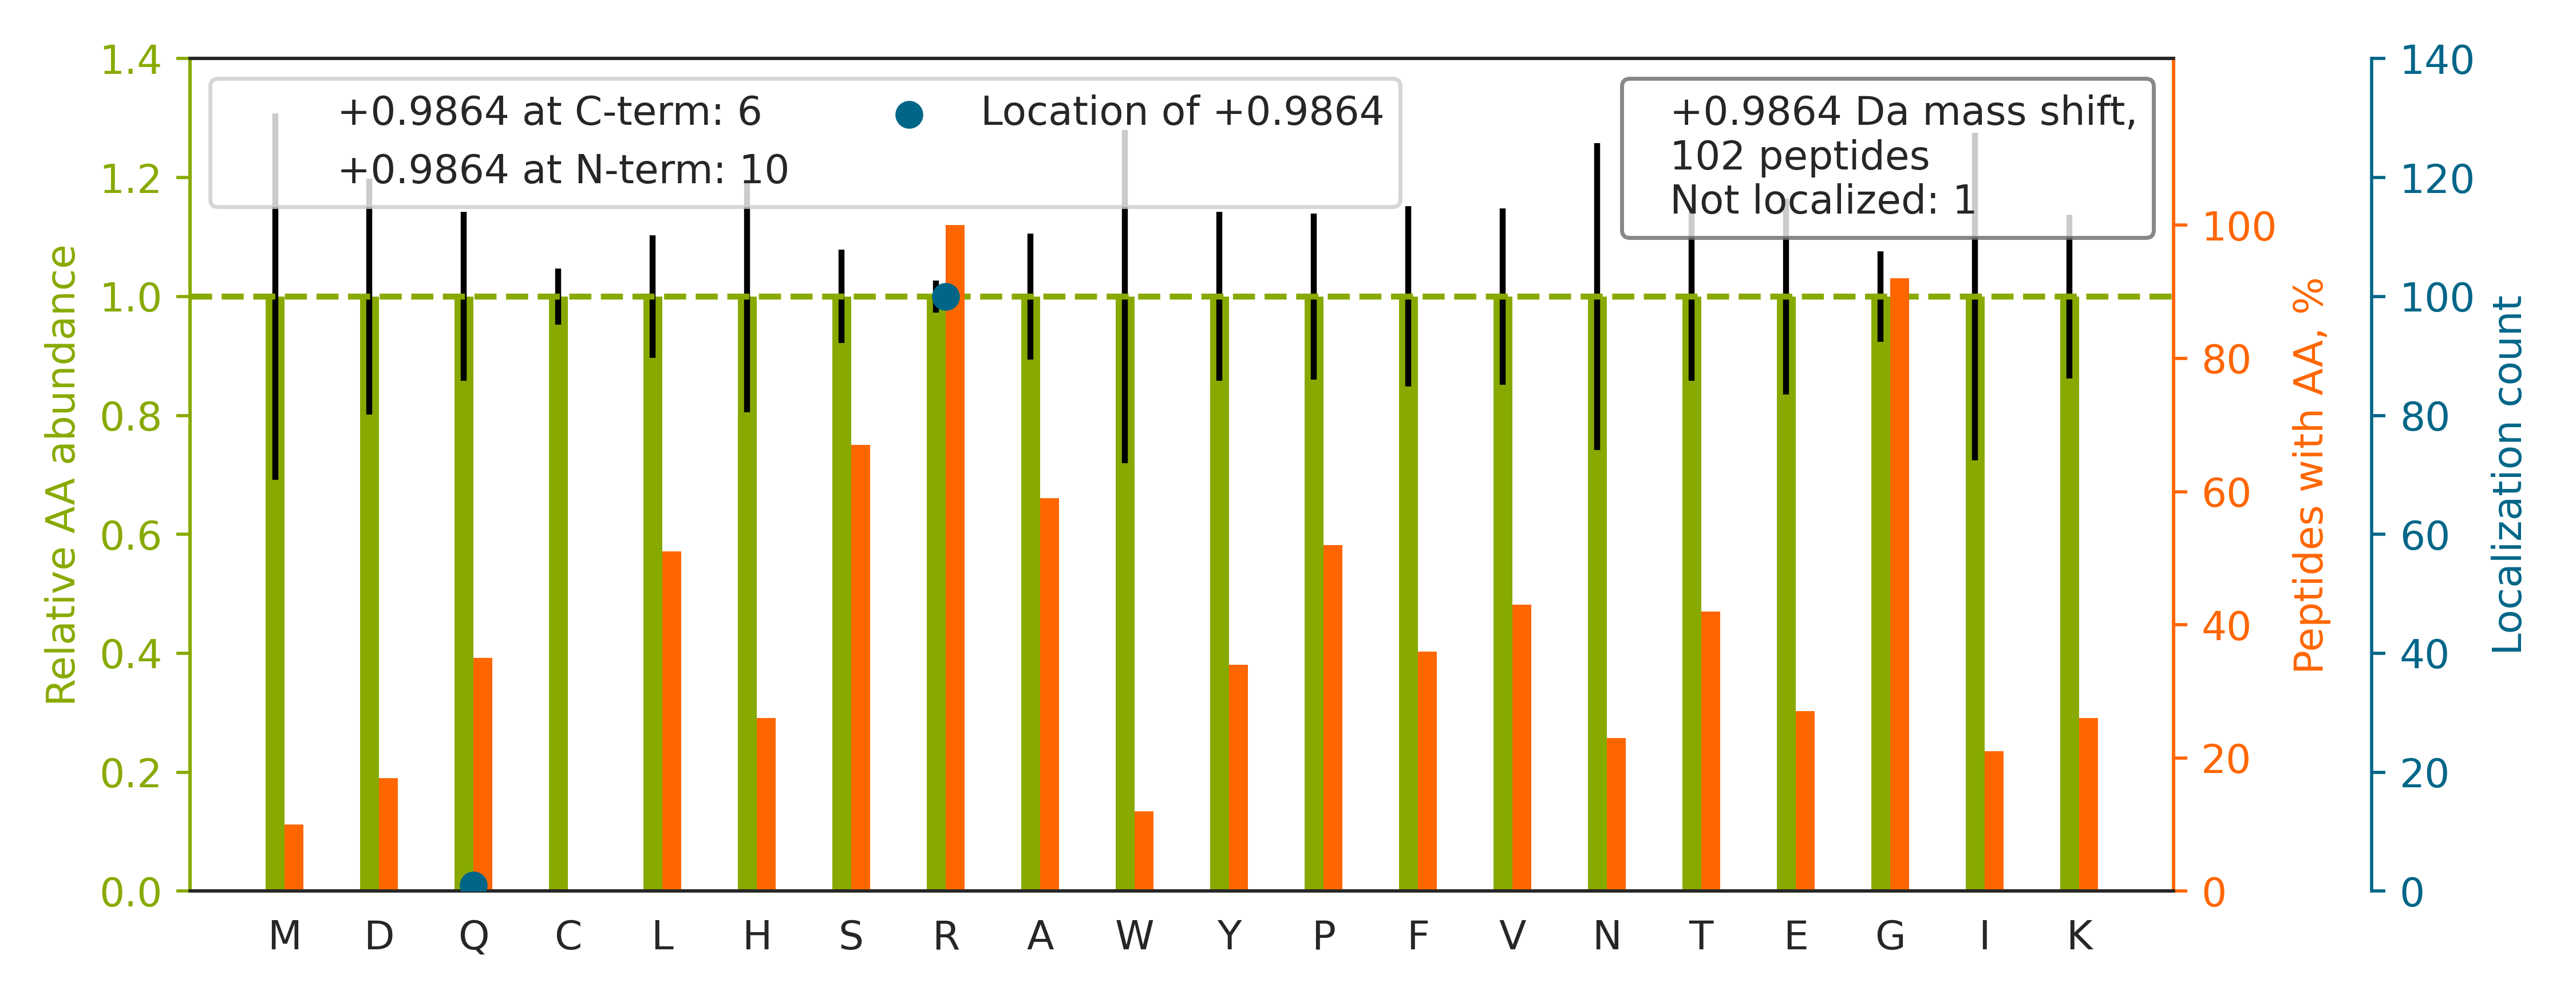 +0.9864 at C-term: 6
+0.9864 at N-term: 10
Location of +0.9864
+0.9864 Da mass shift,
102 peptides
Not localized: 1
Relative AA abundance
1.4
1.2
1.0
0.8
0.6
0.4
0.2
0.0
M D Q C L H S R A W Y P F V N T E G I K
100
80
60
40
20
0
Peptides with AA, %
140
120
100
80
60
40
20
0
Localization count